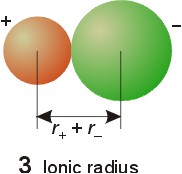 + −
r₊ + r₋
3 Ionic radius